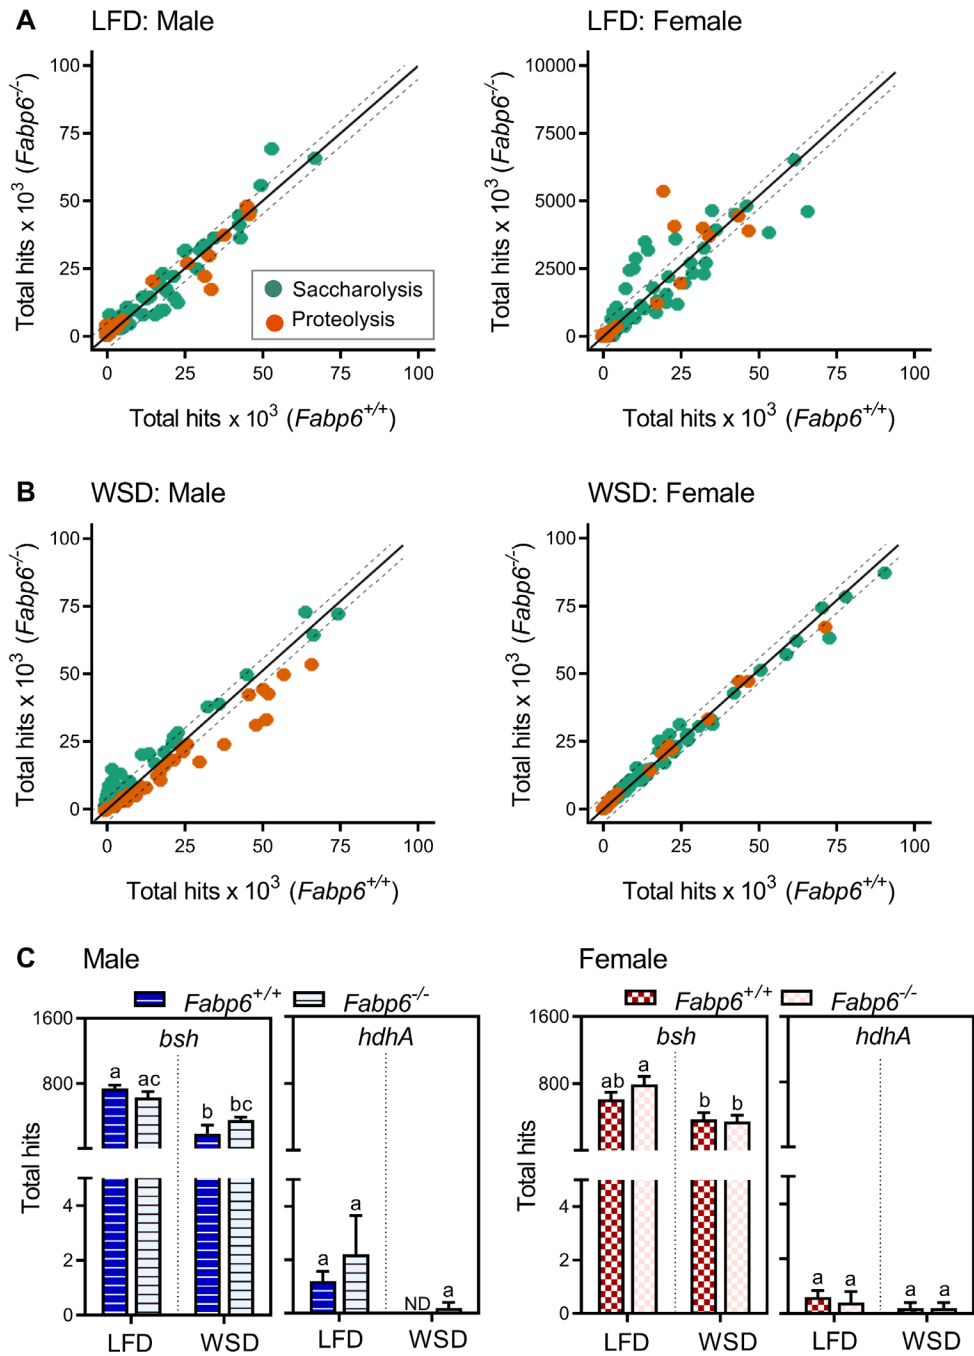 A
LFD: Male
LFD: Female
Total hits x 10³ (Fabp6⁻/⁻)
100
75
50
25
0
Saccharolysis
Proteolysis
0 25 50 75 100
Total hits x 10³ (Fabp6⁺/⁺)
Total hits x 10³ (Fabp6⁻/⁻)
10000
7500
5000
2500
0
0 25 50 75 100
Total hits x 10³ (Fabp6⁺/⁺)
B
WSD: Male
WSD: Female
Total hits x 10³ (Fabp6⁻/⁻)
100
75
50
25
0
0 25 50 75 100
Total hits x 10³ (Fabp6⁺/⁺)
Total hits x 10³ (Fabp6⁻/⁻)
100
75
50
25
0
0 25 50 75 100
Total hits x 10³ (Fabp6⁺/⁺)
C
Male
Fabp6⁺/⁺ Fabp6⁻/⁻
Total hits
1600
800
4
2
0
bsh
a ac b bc
LFD WSD
hdhA
a a ND a
LFD WSD
Female
Fabp6⁺/⁺ Fabp6⁻/⁻
Total hits
1600
800
4
2
0
bsh
ab a b b
LFD WSD
hdhA
a a a a
LFD WSD